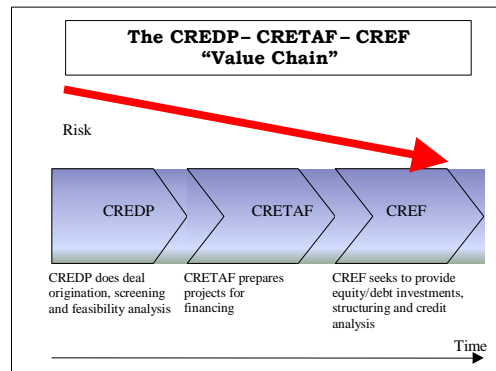 The CREDP– CRETAF– CREF
“Value Chain”
Risk
CREDP
CRETAF
CREF
CREDP does deal
origination, screening
and feasibility analysis
CRETAF prepares
projects for
financing
CREF seeks to provide
equity/debt investments,
structuring and credit
analysis
Time